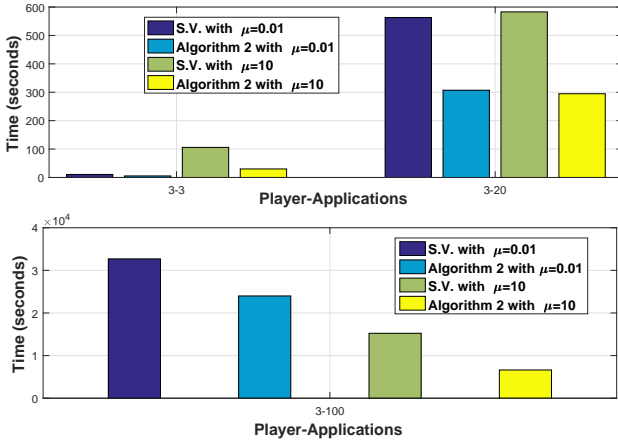 600
500
400
300
200
100
0
Time (seconds)
S.V. with μ=0.01
Algorithm 2 with μ=0.01
S.V. with μ=10
Algorithm 2 with μ=10
3-3
3-20
Player-Applications
×10⁴
4
3
2
1
0
Time (seconds)
S.V. with μ=0.01
Algorithm 2 with μ=0.01
S.V. with μ=10
Algorithm 2 with μ=10
3-100
Player-Applications